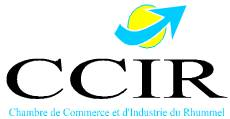 CCIR
Chambre de Commerce et d'Industrie du Rhummel